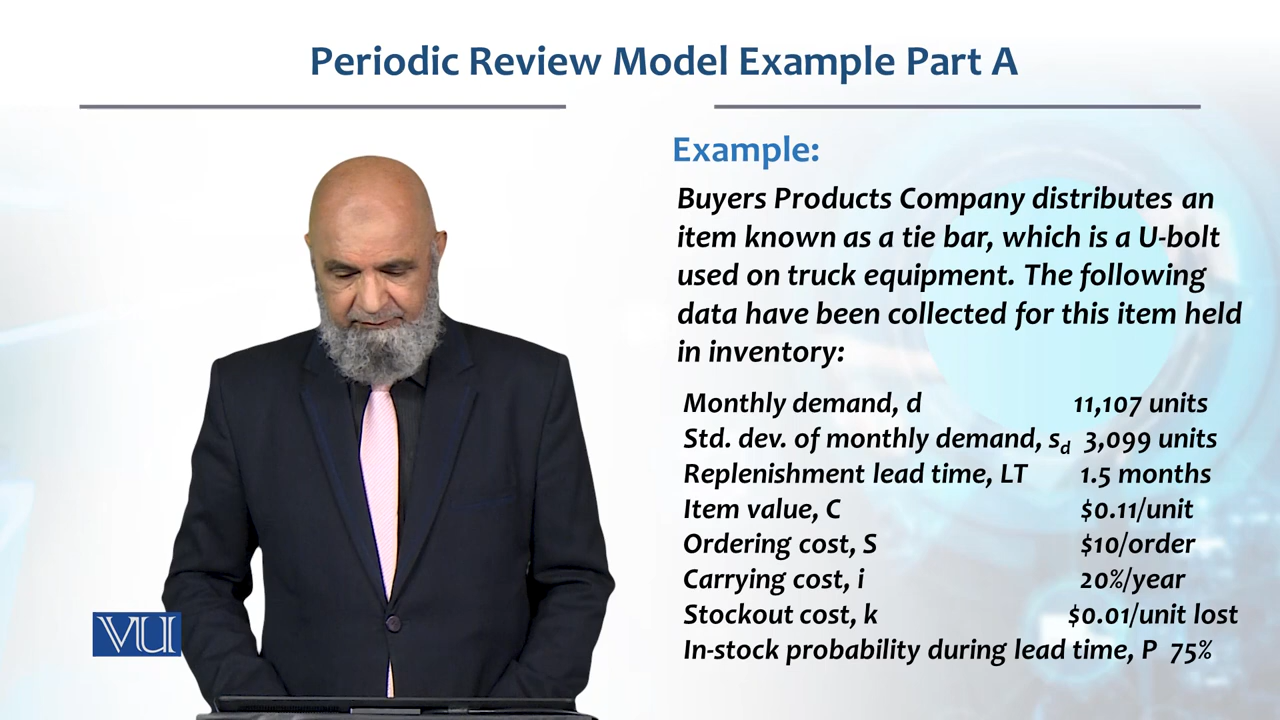 Periodic Review Model Example Part A
Example:
Buyers Products Company distributes an
item known as a tie bar, which is a U-bolt
used on truck equipment. The following
data have been collected for this item held
in inventory:
Monthly demand, d 11,107 units
Std. dev. of monthly demand, sd 3,099 units
Replenishment lead time, LT 1.5 months
Item value, C $0.11/unit
Ordering cost, S $10/order
Carrying cost, i 20%/year
Stockout cost, k $0.01/unit lost
In-stock probability during lead time, P 75%
VU